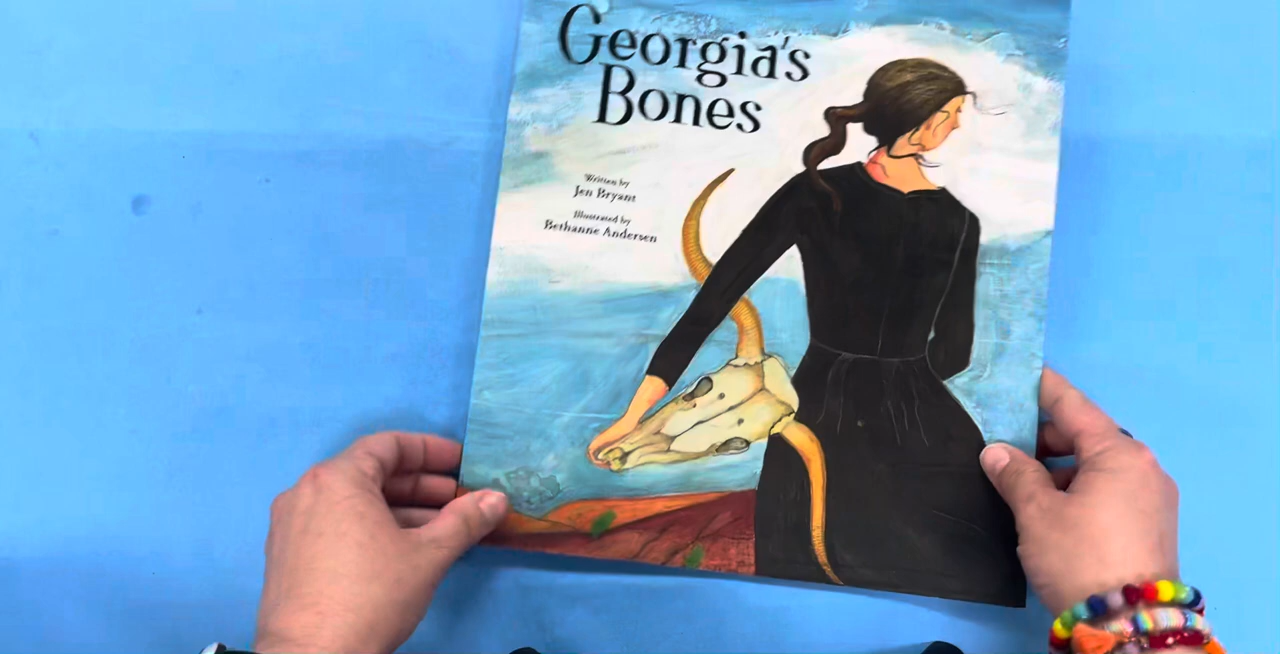 Georgia's
Bones
Written by
Jen Bryant
Illustrated by
Bethanne Andersen